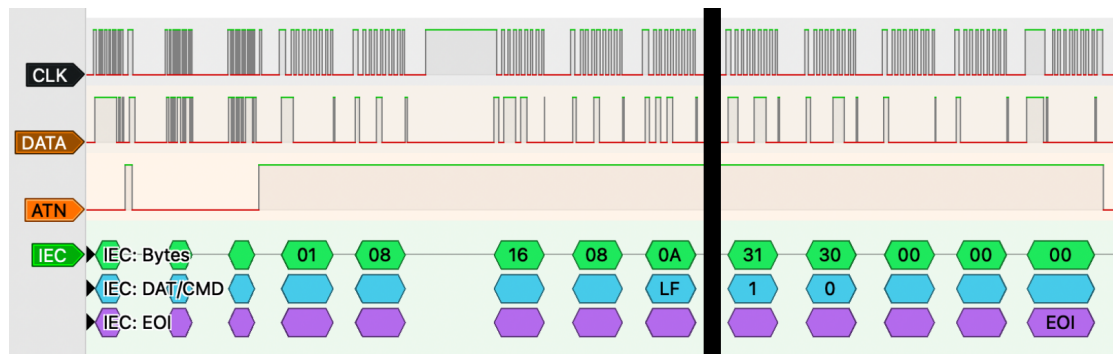 CLK
DATA
ATN
IEC IEC: Bytes 01 08 16 08 0A 31 30 00 00 00
IEC: DAT/CMD LF 1 0
IEC: EOI EOI